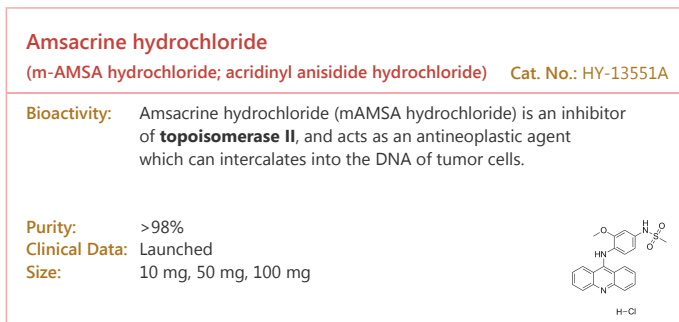 Amsacrine hydrochloride
(m-AMSA hydrochloride; acridinyl anisidide hydrochloride) Cat. No.: HY-13551A
Bioactivity: Amsacrine hydrochloride (mAMSA hydrochloride) is an inhibitor
of topoisomerase II, and acts as an antineoplastic agent
which can intercalates into the DNA of tumor cells.
Purity: >98%
Clinical Data: Launched
Size: 10 mg, 50 mg, 100 mg
H
N
O
O
S
O
HN
N
H-Cl